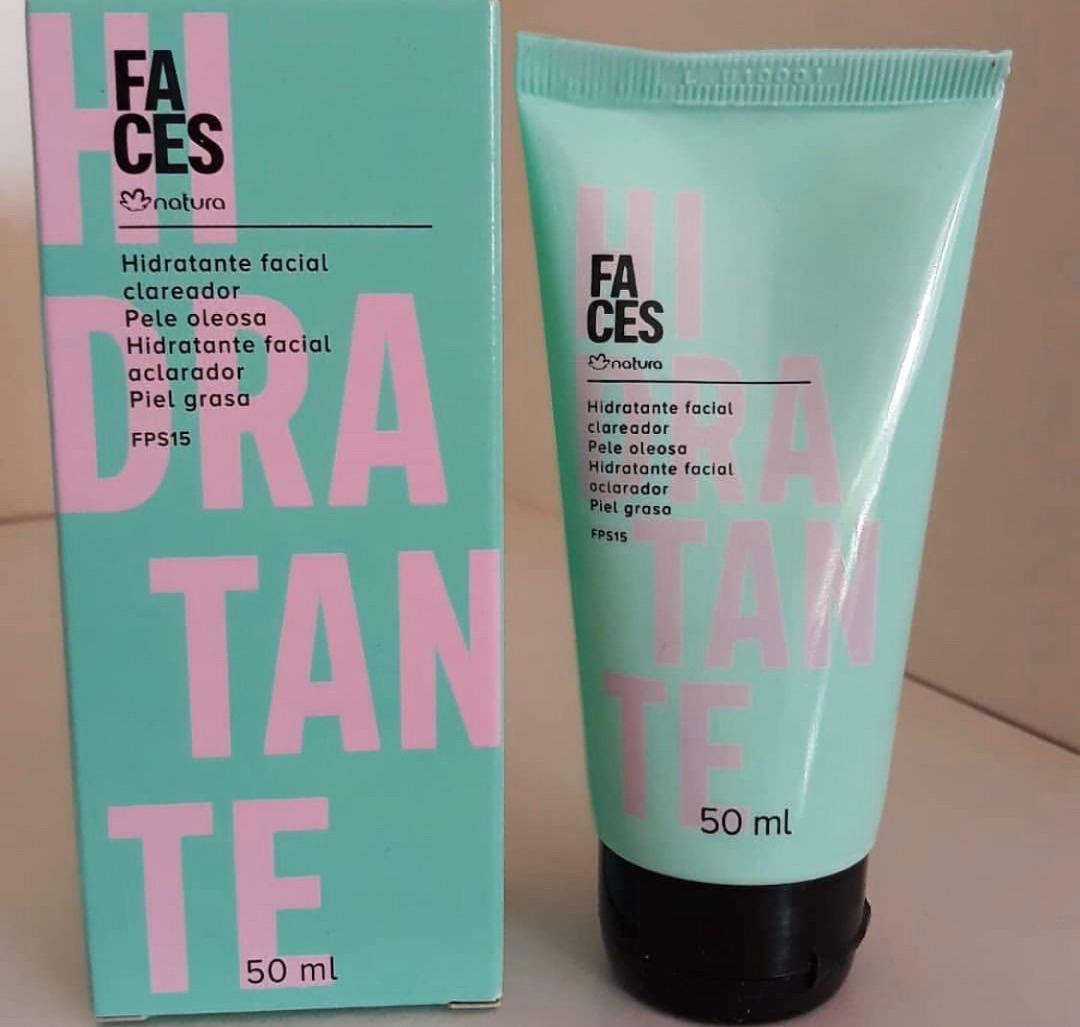 HI
DRA
TAN
TE
FA
CES
natura
Hidratante facial
clareador
Pele oleosa
Hidratante facial
aclarador
Piel grasa
FPS15
50 ml
HI
DRA
TAN
TE
FA
CES
natura
Hidratante facial
clareador
Pele oleosa
Hidratante facial
aclarador
Piel grasa
FPS15
50 ml